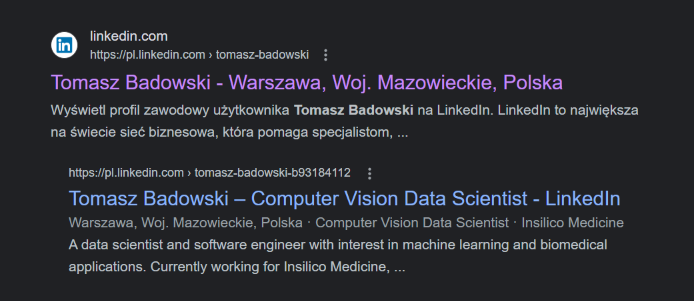 linkedin.com
https://pl.linkedin.com › tomasz-badowski
Tomasz Badowski - Warszawa, Woj. Mazowieckie, Polska
Wyświetl profil zawodowy użytkownika Tomasz Badowski na LinkedIn. LinkedIn to największa
na świecie sieć biznesowa, która pomaga specjalistom, ...
https://pl.linkedin.com › tomasz-badowski-b93184112
Tomasz Badowski – Computer Vision Data Scientist - LinkedIn
Warszawa, Woj. Mazowieckie, Polska · Computer Vision Data Scientist · Insilico Medicine
A data scientist and software engineer with interest in machine learning and biomedical
applications. Currently working for Insilico Medicine, ...